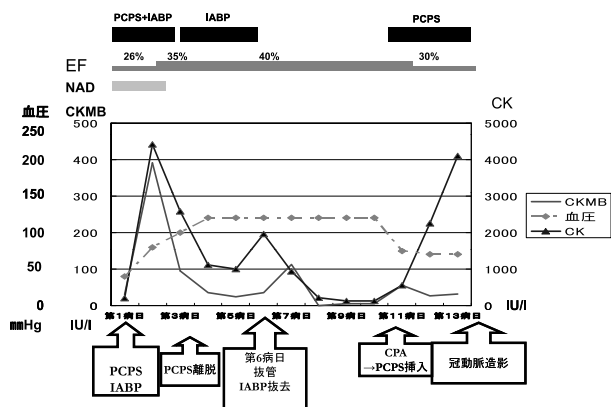 PCPS+IABP IABP PCPS
EF 26% 35% 40% 30%
NAD
血圧 CKMB CK
250 500 5000
200 400 4000
150 300 3000
100 200 2000
50 100 1000
0 0 0
㎜Hg IU/l IU/l
第1病日 第3病日 第5病日 第7病日 第9病日 第11病日 第13病日
CKMB
血圧
CK
PCPS
IABP
PCPS離脱
第6病日
抜管
IABP抜去
CPA
→PCPS挿入
冠動脈造影